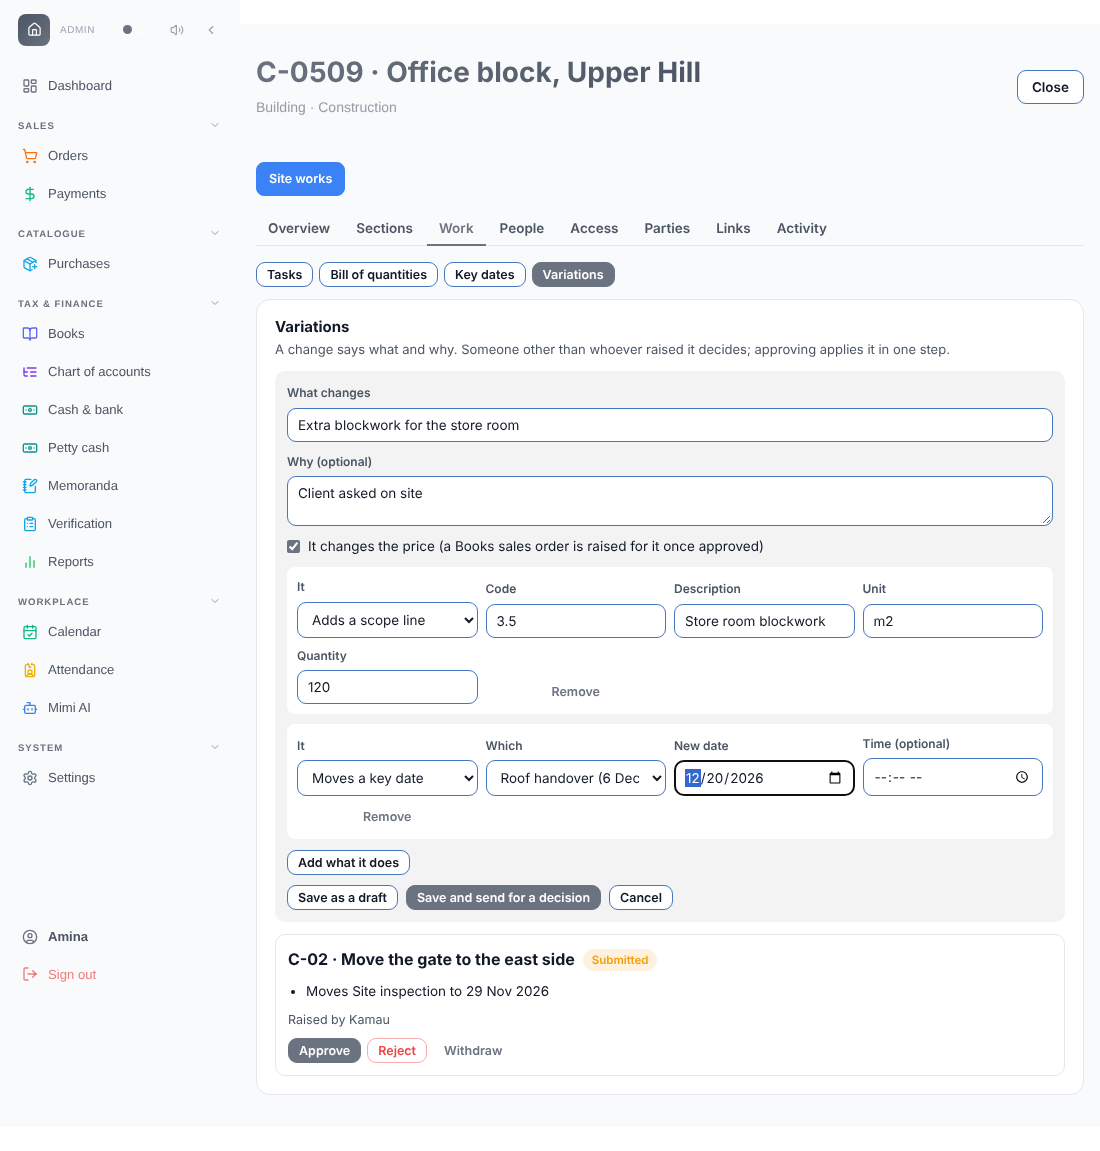 ADMIN
Dashboard
SALES
Orders
Payments
CATALOGUE
Purchases
TAX & FINANCE
Books
Chart of accounts
Cash & bank
Petty cash
Memoranda
Verification
Reports
WORKPLACE
Calendar
Attendance
Mimi AI
SYSTEM
Settings
Amina
Sign out
C-0509 · Office block, Upper Hill
Building · Construction
Close
Site works
Overview Sections Work People Access Parties Links Activity
Tasks Bill of quantities Key dates Variations
Variations
A change says what and why. Someone other than whoever raised it decides; approving applies it in one step.
What changes
Extra blockwork for the store room
Why (optional)
Client asked on site
It changes the price (a Books sales order is raised for it once approved)
It Code Description Unit
Adds a scope line 3.5 Store room blockwork m2
Quantity
120 Remove
It Which New date Time (optional)
Moves a key date Roof handover (6 Dec 12/20/2026 --:-- --
Remove
Add what it does
Save as a draft Save and send for a decision Cancel
C-02 · Move the gate to the east side Submitted
• Moves Site inspection to 29 Nov 2026
Raised by Kamau
Approve Reject Withdraw